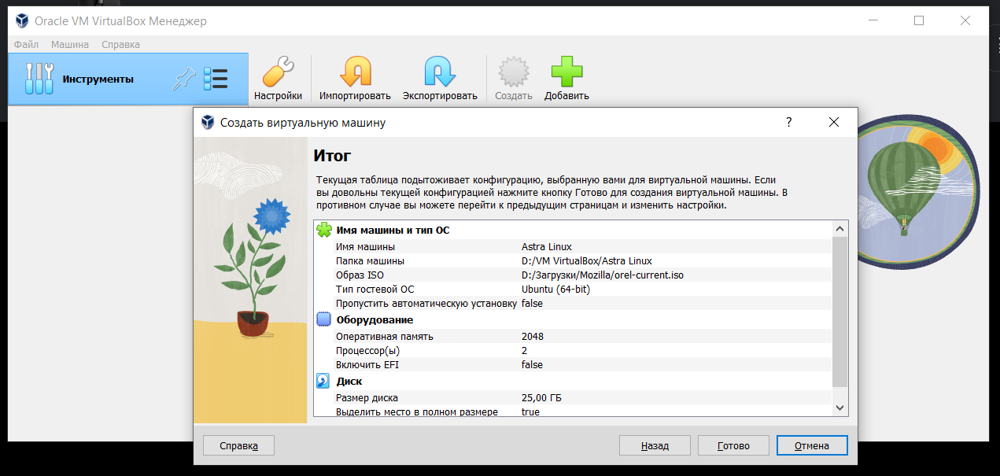 Oracle VM VirtualBox Менеджер
Файл Машина Справка
Инструменты
Настройки Импортировать Экспортировать Создать Добавить
Создать виртуальную машину
?
Итог
Текущая таблица подытоживает конфигурацию, выбранную вами для виртуальной машины. Если
вы довольны текущей конфигурацией нажмите кнопку Готово для создания виртуальной машины. В
противном случае вы можете перейти к предыдущим страницам и изменить настройки.
Имя машины и тип ОС
Имя машины Astra Linux
Папка машины D:/VM VirtualBox/Astra Linux
Образ ISO D:/Загрузки/Mozilla/orel-current.iso
Тип гостевой ОС Ubuntu (64-bit)
Пропустить автоматическую установку false
Оборудование
Оперативная память 2048
Процессор(ы) 2
Включить EFI false
Диск
Размер диска 25,00 ГБ
Выделить место в полном размере true
Справка Назад Готово Отмена